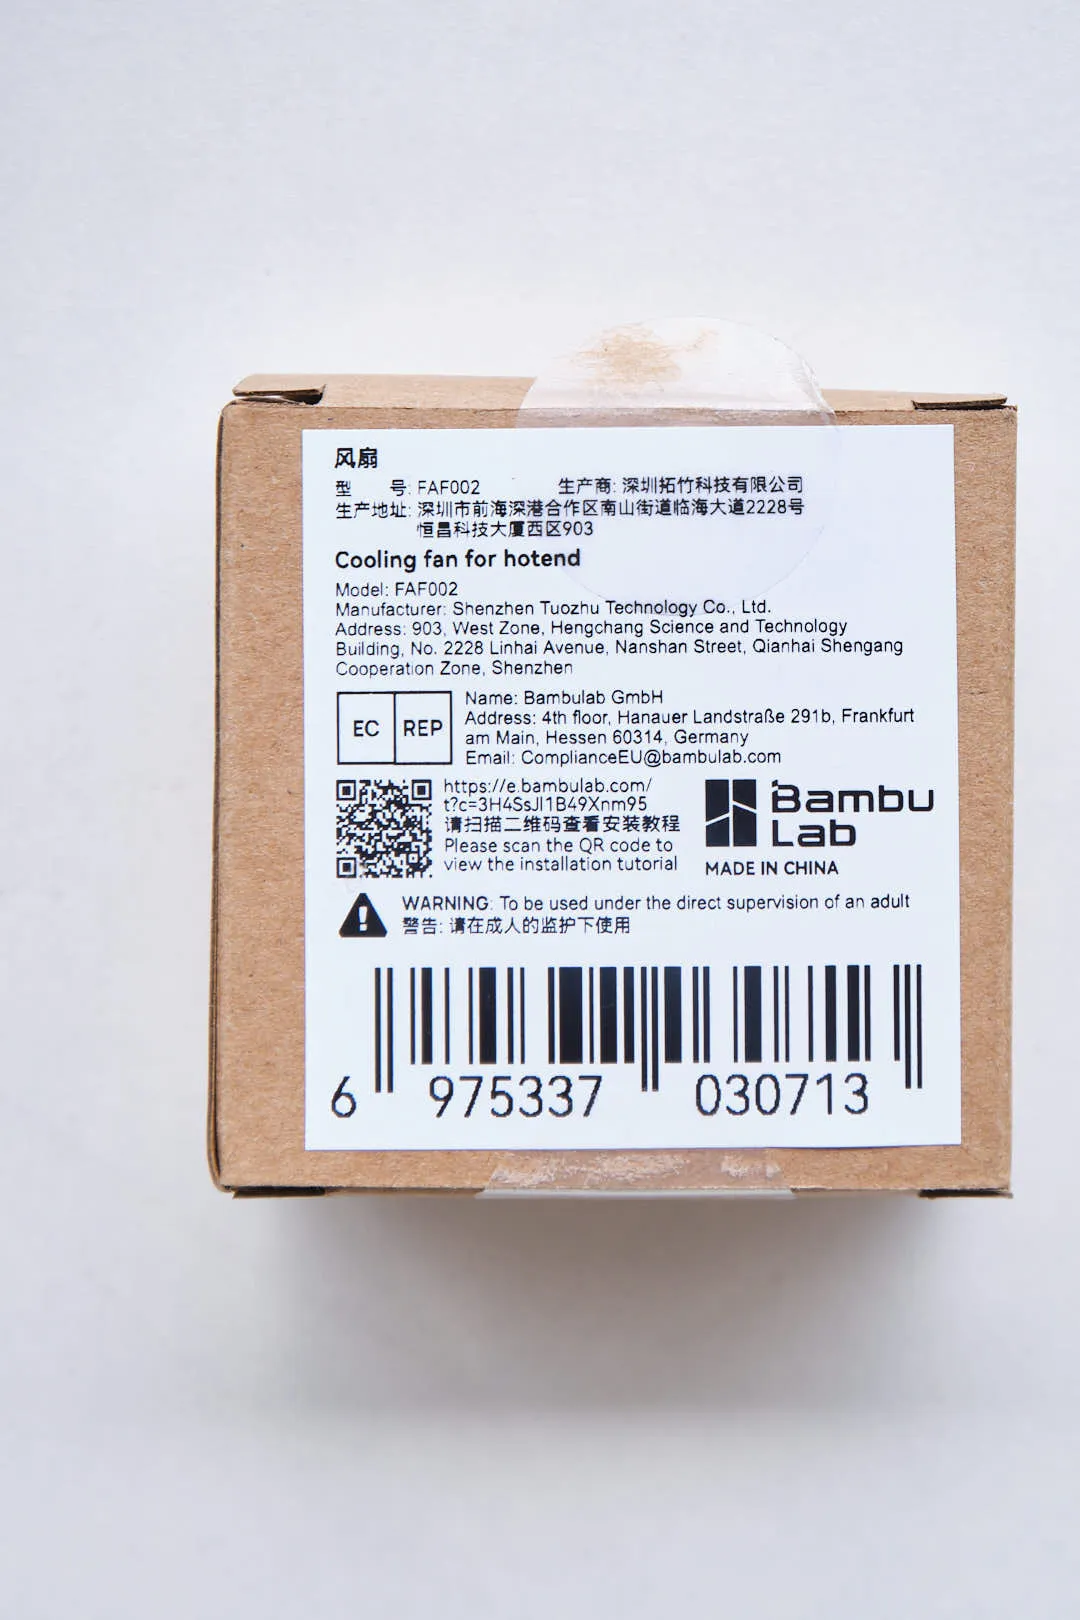 风扇
型 号: FAF002 生产商: 深圳拓竹科技有限公司
生产地址: 深圳市前海深港合作区南山街道临海大道2228号
恒昌科技大厦西区903
Cooling fan for hotend
Model: FAF002
Manufacturer: Shenzhen Tuozhu Technology Co., Ltd.
Address: 903, West Zone, Hengchang Science and Technology
Building, No. 2228 Linhai Avenue, Nanshan Street, Qianhai Shengang
Cooperation Zone, Shenzhen
EC REP
Name: Bambulab GmbH
Address: 4th floor, Hanauer Landstraße 291b, Frankfurt
am Main, Hessen 60314, Germany
Email: ComplianceEU@bambulab.com
https://e.bambulab.com/
t?c=3H4SsJl1B49Xnm95
请扫描二维码查看安装教程
Please scan the QR code to
view the installation tutorial
Bambu
Lab
MADE IN CHINA
WARNING: To be used under the direct supervision of an adult
警告: 请在成人的监护下使用
6 975337 030713